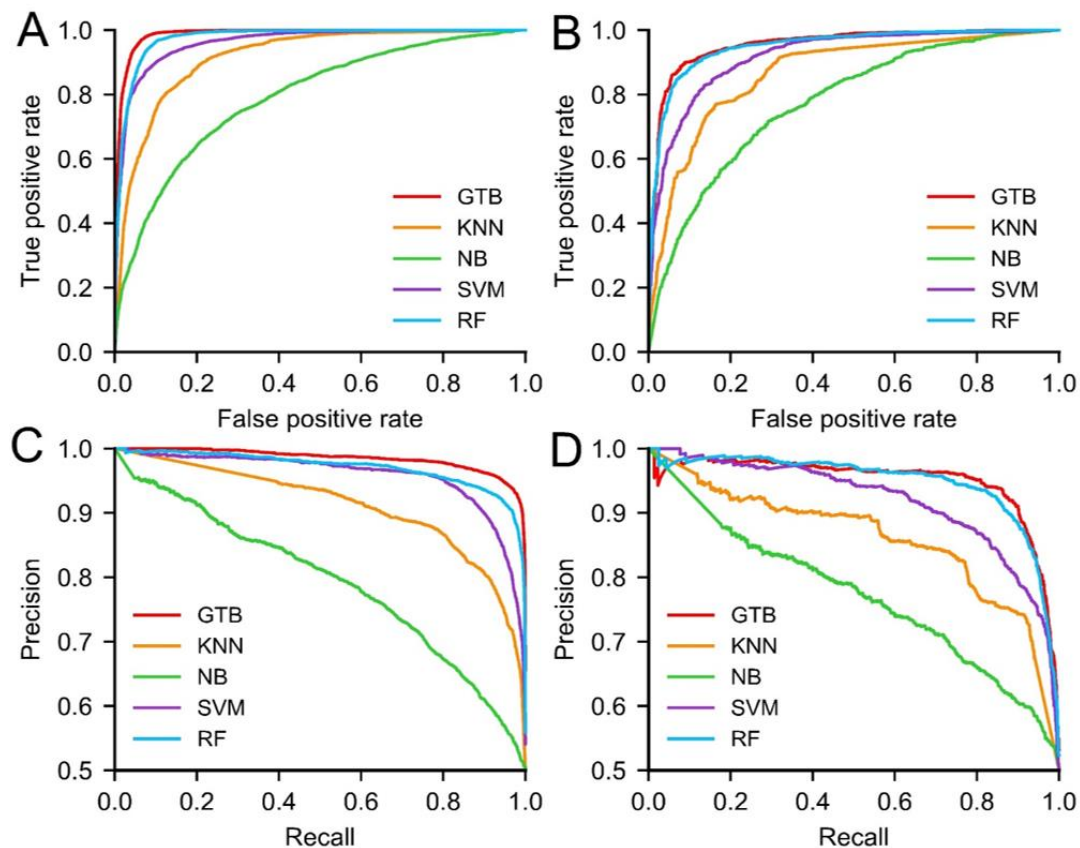 A
True positive rate
1.0
0.8
0.6
0.4
0.2
0.0
0.0 0.2 0.4 0.6 0.8 1.0
False positive rate
GTB
KNN
NB
SVM
RF
B
True positive rate
1.0
0.8
0.6
0.4
0.2
0.0
0.0 0.2 0.4 0.6 0.8 1.0
False positive rate
GTB
KNN
NB
SVM
RF
C
Precision
1.0
0.9
0.8
0.7
0.6
0.5
0.0 0.2 0.4 0.6 0.8 1.0
Recall
GTB
KNN
NB
SVM
RF
D
Precision
1.0
0.9
0.8
0.7
0.6
0.5
0.0 0.2 0.4 0.6 0.8 1.0
Recall
GTB
KNN
NB
SVM
RF